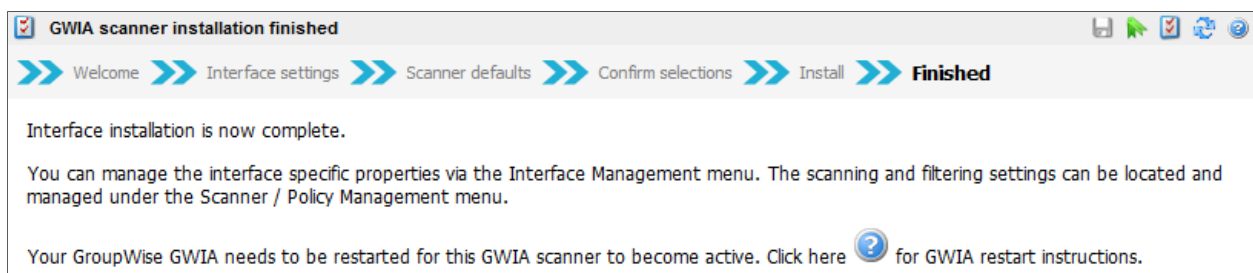 GWIA scanner installation finished
Welcome Interface settings Scanner defaults Confirm selections Install Finished
Interface installation is now complete.
You can manage the interface specific properties via the Interface Management menu. The scanning and filtering settings can be located and
managed under the Scanner / Policy Management menu.
Your GroupWise GWIA needs to be restarted for this GWIA scanner to become active. Click here ? for GWIA restart instructions.